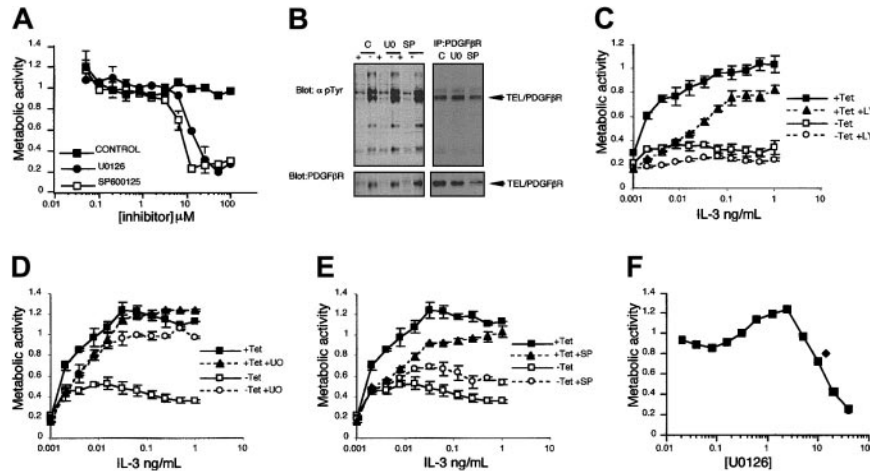 A
Metabolic activity
1.4
1.2
1
0.8
0.6
0.4
0.2
0
CONTROL
U0126
SP600125
0.01
0.1
1
10
100
[inhibitor]µM
B
C U0 SP
+ - + - + -
IP:PDGFβR
C U0 SP
Blot: α pTyr
TEL/PDGFβR
Blot:PDGFβR
TEL/PDGFβR
C
Metabolic activity
1.2
1
0.8
0.6
0.4
0.2
0
0.001
0.01
0.1
1
10
IL-3 ng/mL
+Tet
+Tet +LY
-Tet
-Tet +LY
D
Metabolic activity
1.4
1.2
1
0.8
0.6
0.4
0.2
0
0.001
0.01
0.1
1
10
IL-3 ng/mL
+Tet
+Tet +UO
-Tet
-Tet +UO
E
Metabolic activity
1.4
1.2
1
0.8
0.6
0.4
0.2
0
0.001
0.01
0.1
1
10
IL-3 ng/mL
+Tet
+Tet +SP
-Tet
-Tet +SP
F
Metabolic activity
1.4
1.2
1
0.8
0.6
0.4
0.2
0
0.01
0.1
1
10
100
[U0126]